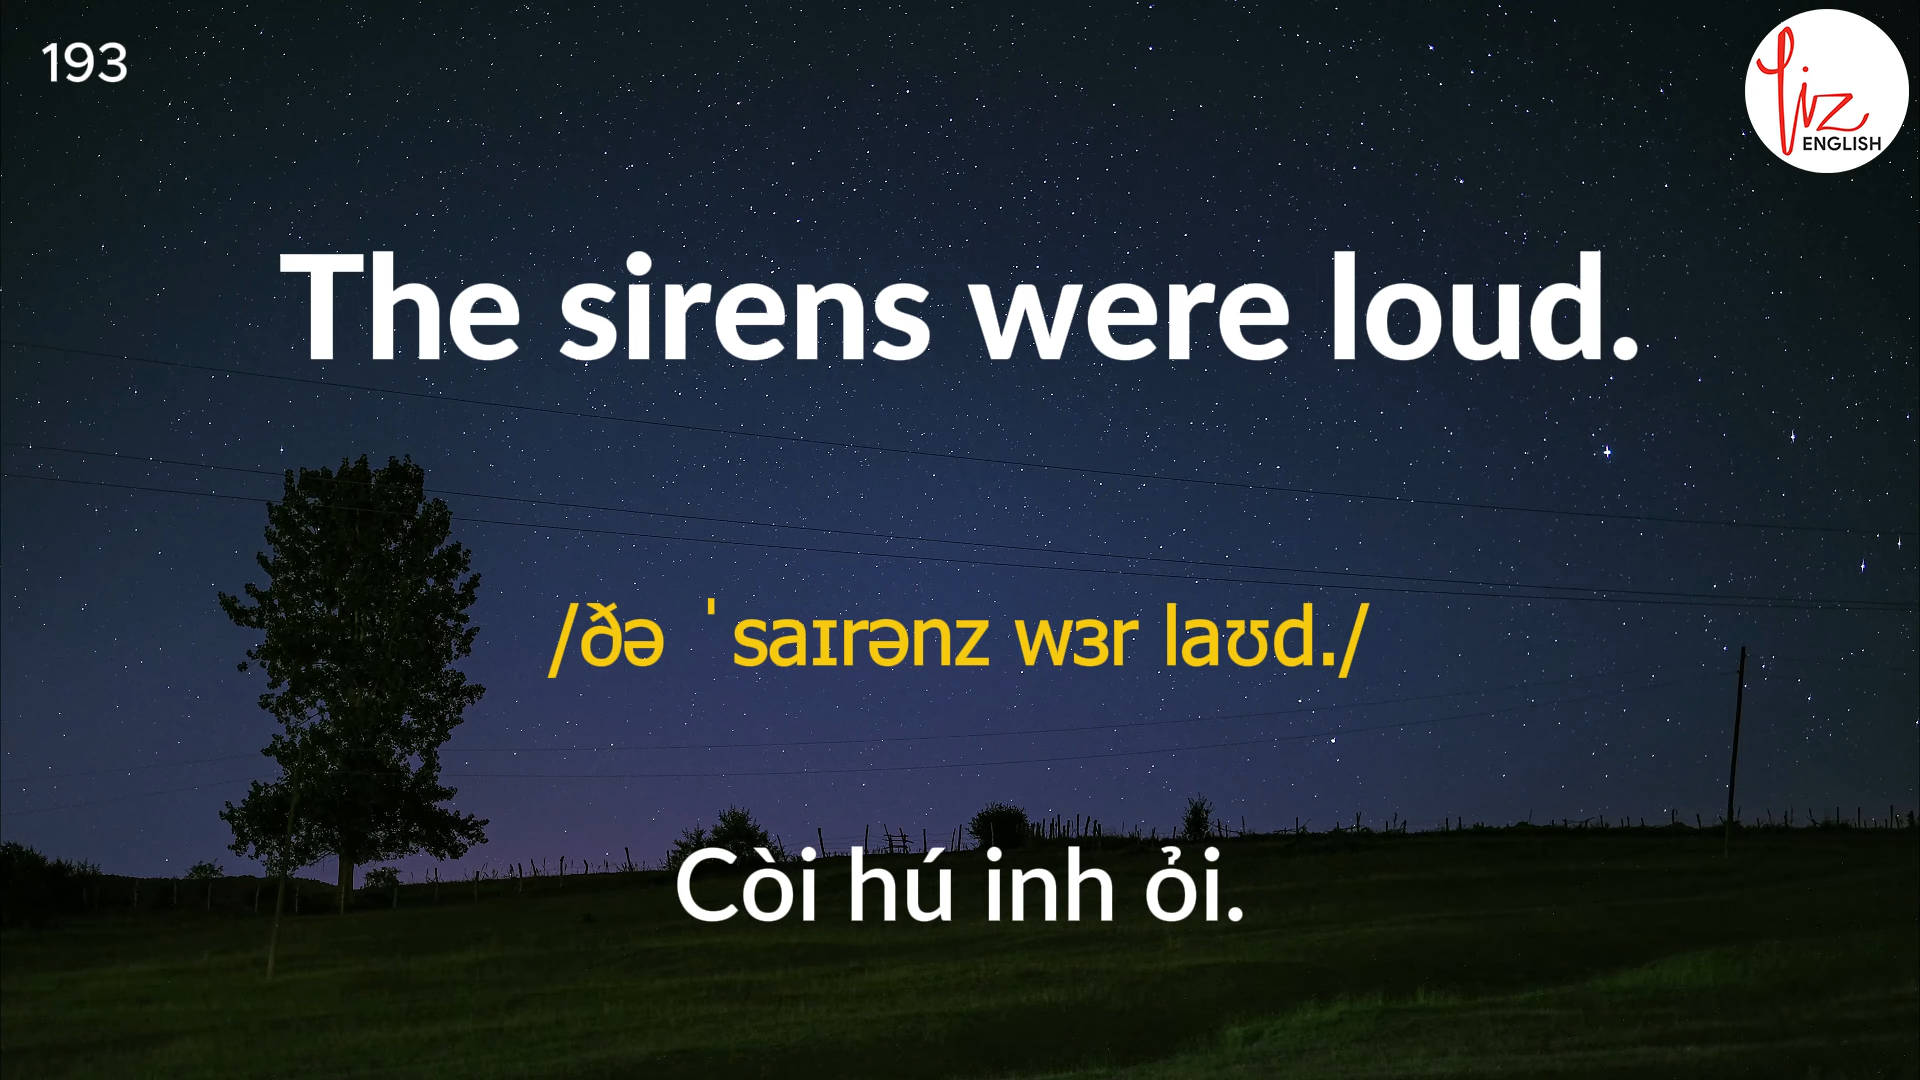 193
Liz
ENGLISH
The sirens were loud.
/ðə ˈsaɪrənz wɜr laʊd./
Còi hú inh ỏi.